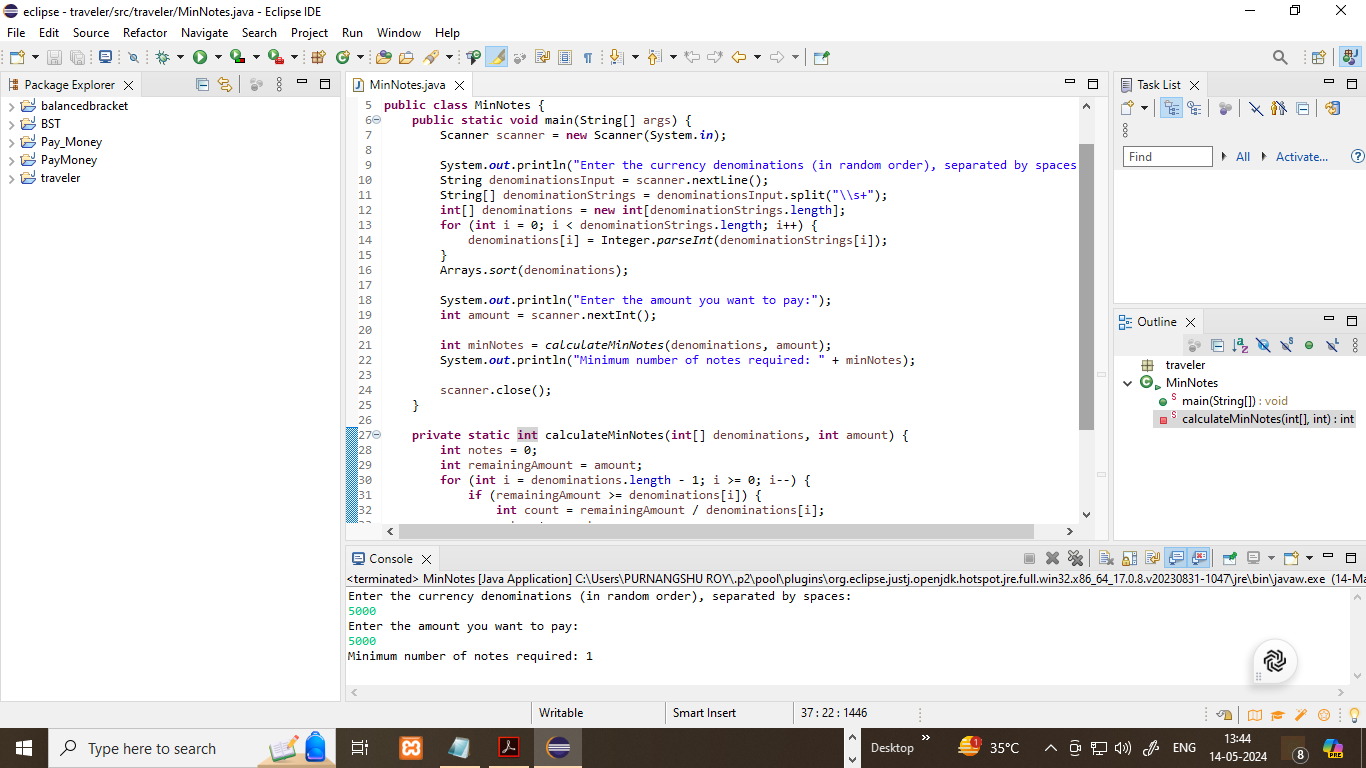 eclipse - traveler/src/traveler/MinNotes.java - Eclipse IDE
File Edit Source Refactor Navigate Search Project Run Window Help
Package Explorer
balancedbracket
BST
Pay_Money
PayMoney
traveler
MinNotes.java
5 public class MinNotes {
6 public static void main(String[] args) {
7 Scanner scanner = new Scanner(System.in);
8
9 System.out.println("Enter the currency denominations (in random order), separated by spaces
10 String denominationsInput = scanner.nextLine();
11 String[] denominationStrings = denominationsInput.split("\\s+");
12 int[] denominations = new int[denominationStrings.length];
13 for (int i = 0; i < denominationStrings.length; i++) {
14 denominations[i] = Integer.parseInt(denominationStrings[i]);
15 }
16 Arrays.sort(denominations);
17
18 System.out.println("Enter the amount you want to pay:");
19 int amount = scanner.nextInt();
20
21 int minNotes = calculateMinNotes(denominations, amount);
22 System.out.println("Minimum number of notes required: " + minNotes);
23
24 scanner.close();
25 }
26
27 private static int calculateMinNotes(int[] denominations, int amount) {
28 int notes = 0;
29 int remainingAmount = amount;
30 for (int i = denominations.length - 1; i >= 0; i--) {
31 if (remainingAmount >= denominations[i]) {
32 int count = remainingAmount / denominations[i];
Task List
Find All Activate...
Outline
traveler
MinNotes
main(String[]) : void
calculateMinNotes(int[], int) : int
Console
<terminated> MinNotes [Java Application] C:\Users\PURNANGSHU ROY\.p2\pool\plugins\org.eclipse.justj.openjdk.hotspot.jre.full.win32.x86_64_17.0.8.v20230831-1047\jre\bin\javaw.exe (14-Ma
Enter the currency denominations (in random order), separated by spaces:
5000
Enter the amount you want to pay:
5000
Minimum number of notes required: 1
Writable Smart Insert 37 : 22 : 1446
Type here to search
Desktop
1
35°C
ENG
13:44
14-05-2024
8
PRE